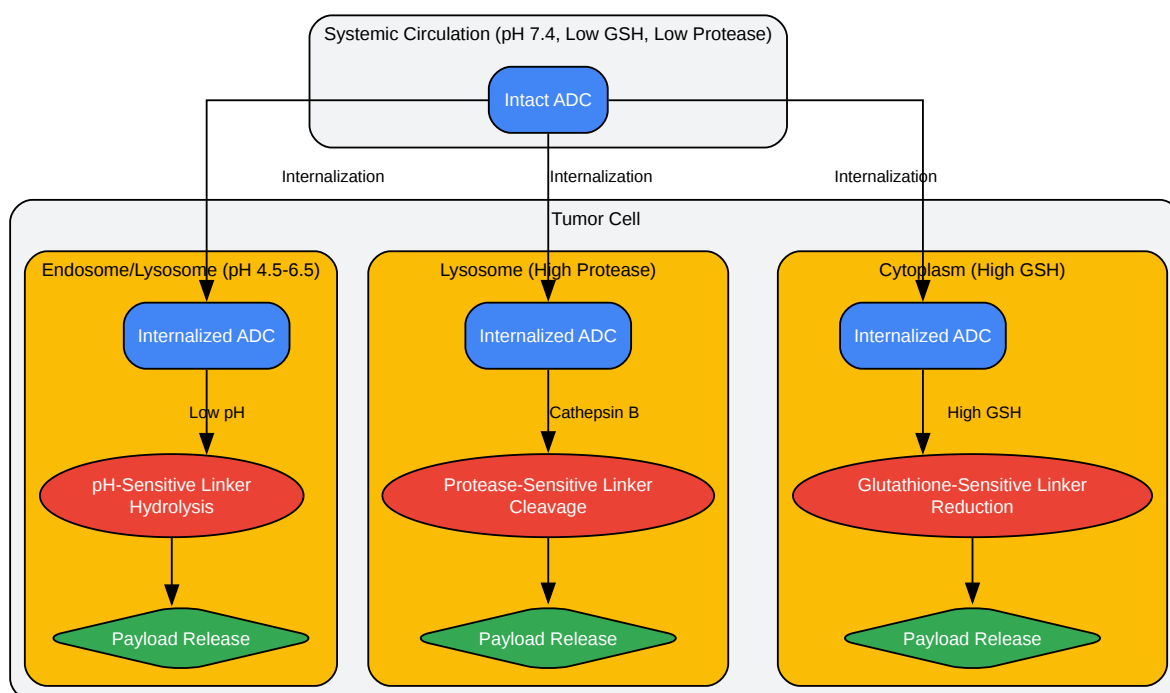 Systemic Circulation (pH 7.4, Low GSH, Low Protease)
Intact ADC
Internalization
Internalization
Internalization
Tumor Cell
Endosome/Lysosome (pH 4.5-6.5)
Lysosome (High Protease)
Cytoplasm (High GSH)
Internalized ADC
Internalized ADC
Internalized ADC
Low pH
Cathepsin B
High GSH
pH-Sensitive Linker
Hydrolysis
Protease-Sensitive Linker
Cleavage
Glutathione-Sensitive Linker
Reduction
Payload Release
Payload Release
Payload Release